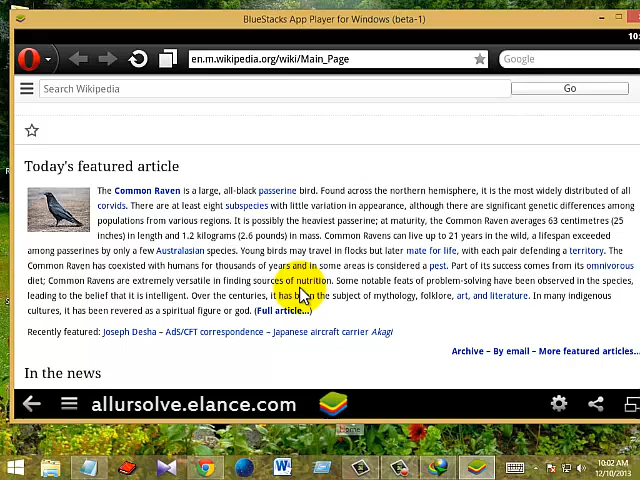 BlueStacks App Player for Windows (beta-1)
10:
en.m.wikipedia.org/wiki/Main_Page
Google
Search Wikipedia
Go
Today's featured article
The Common Raven is a large, all-black passerine bird. Found across the northern hemisphere, it is the most widely distributed of all
corvids. There are at least eight subspecies with little variation in appearance, although there are significant genetic differences among
populations from various regions. It is possibly the heaviest passerine; at maturity, the Common Raven averages 63 centimetres (25
inches) in length and 1.2 kilograms (2.6 pounds) in mass. Common Ravens can live up to 21 years in the wild, a lifespan exceeded
among passerines by only a few Australasian species. Young birds may travel in flocks but later mate for life, with each pair defending a territory. The
Common Raven has coexisted with humans for thousands of years and in some areas is considered a pest. Part of its success comes from its omnivorous
diet; Common Ravens are extremely versatile in finding sources of nutrition. Some notable feats of problem-solving have been observed in the species,
leading to the belief that it is intelligent. Over the centuries, it has been the subject of mythology, folklore, art, and literature. In many indigenous
cultures, it has been revered as a spiritual figure or god. (Full article...)
Recently featured: Joseph Desha – AdS/CFT correspondence – Japanese aircraft carrier Akagi
Archive – By email – More featured articles...
In the news
allursolve.elance.com
Home
10:02 AM
12/10/2013